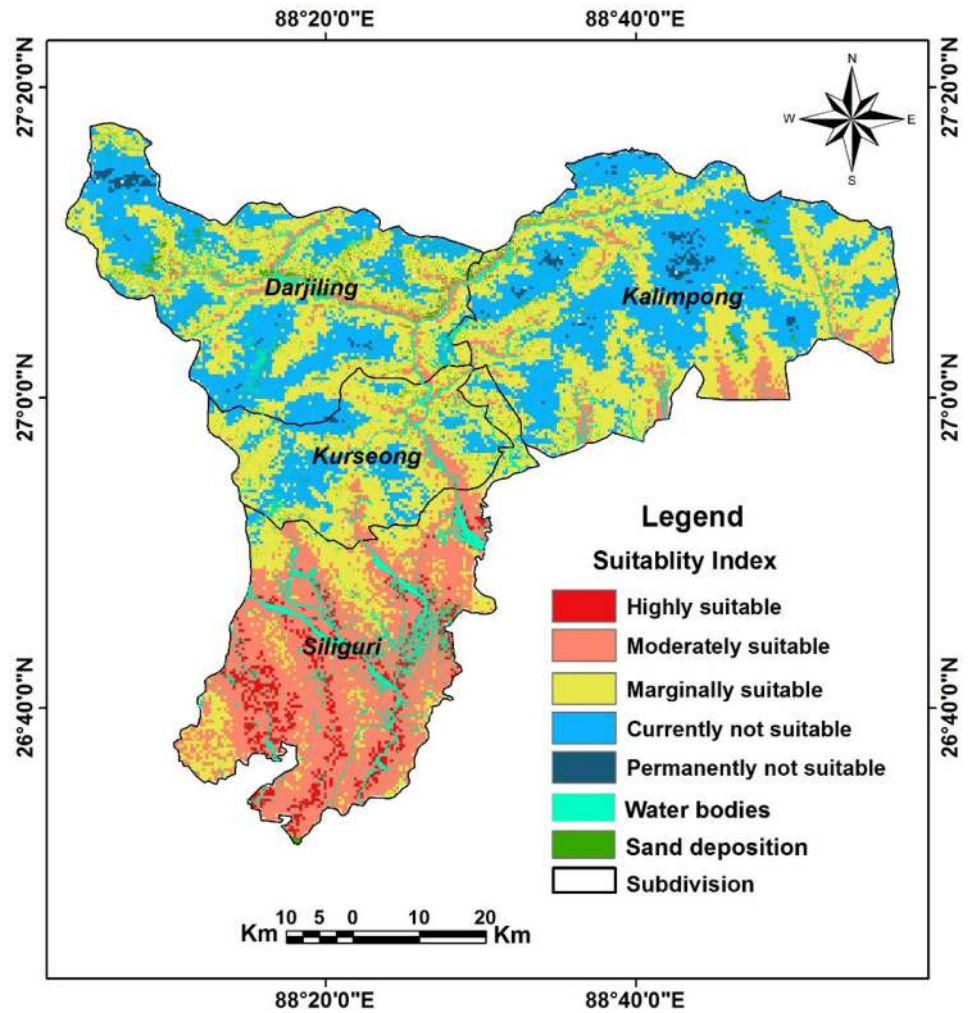 88°20'0"E 88°40'0"E
27°20'0"N 27°20'0"N
N
W E
S
Darjiling
Kalimpong
27°0'0"N 27°0'0"N
Kurseong
Legend
Suitablity Index
Highly suitable
Siliguri
Moderately suitable
Marginally suitable
26°40'0"N 26°40'0"N
Currently not suitable
Permanently not suitable
Water bodies
Sand deposition
Subdivision
10 5 0 10 20
Km Km
88°20'0"E 88°40'0"E